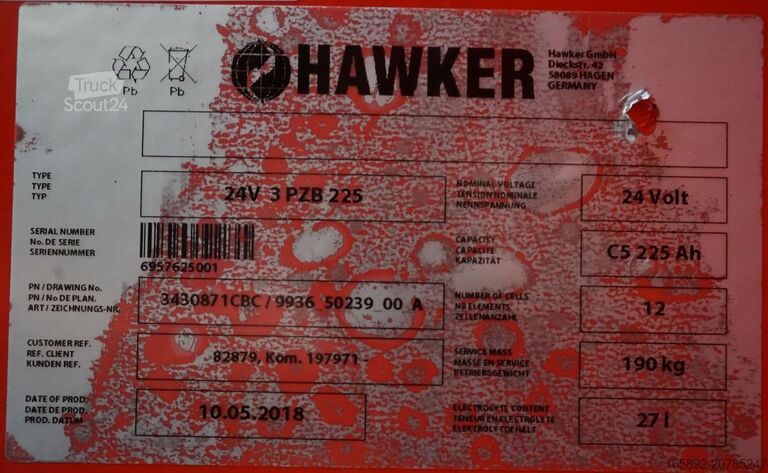 Truck
Scout24
Pb
Pb
HAWKER
Hawker GmbH
Dieckstr. 42
58089 HAGEN
GERMANY
TYPE
TYPE
TYP
24V 3 PZB 225
NOMINAL VOLTAGE
TENSION NOMINALE
NENNSPANNUNG
24 Volt
SERIAL NUMBER
No. DE SERIE
SERIENNUMMER
6957625001
CAPACITY
CAPACITE
KAPAZITÄT
C5 225 Ah
PN / DRAWING No.
PN / No DE PLAN.
ART / ZEICHNUNGS-NR.
3430871CBC / 9936 50239 00 A
NUMBER OF CELLS
NB ELEMENTS
ZELLENANZAHL
12
CUSTOMER REF.
REF. CLIENT
KUNDEN REF.
82879, Kom. 197971 -
SERVICE MASS
MASSE EN SERVICE
BETRIEBSGEWICHT
190 kg
DATE OF PROD.
DATE DE PROD.
PROD. DATUM
10.05.2018
ELECTROLYTE CONTENT
TENEUR EN ELECTROLYTE
ELEKTROLYTGEHALT
27 l